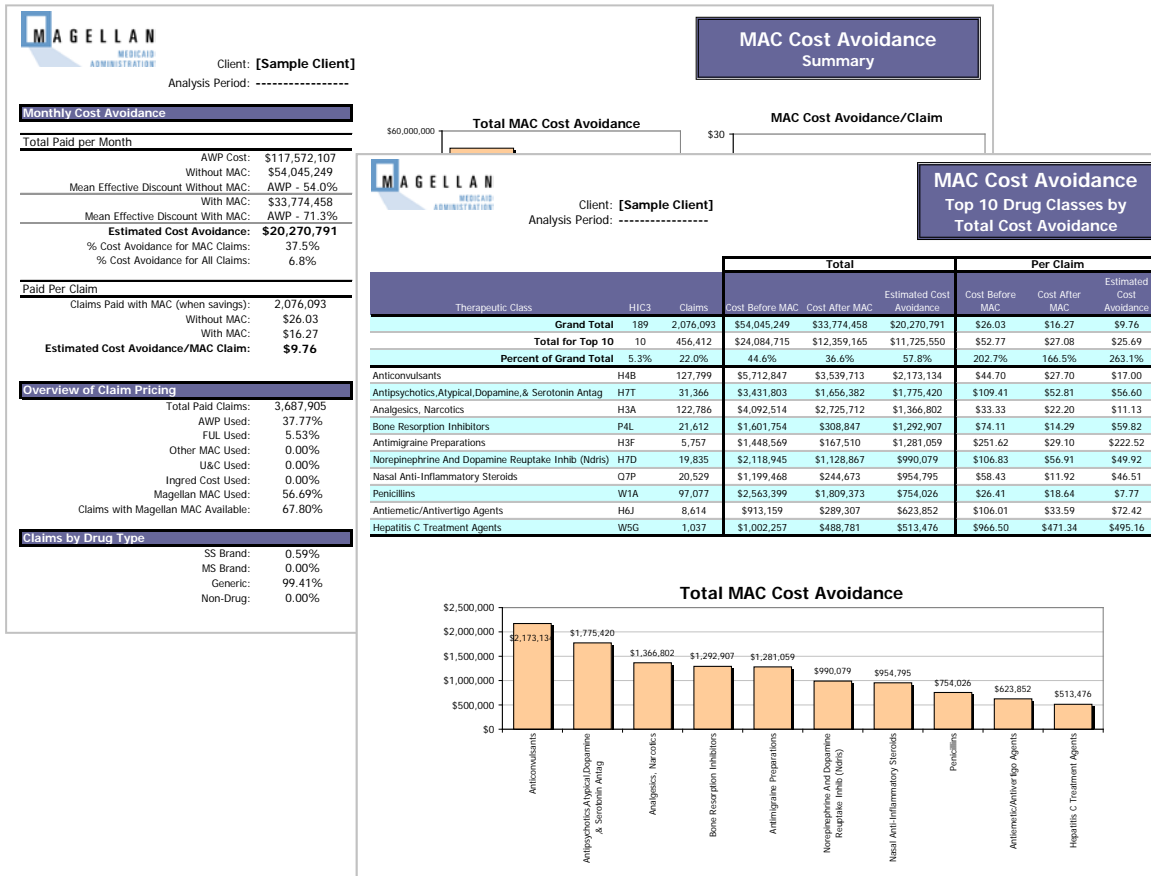 MAGELLAN
MEDICAID
ADMINISTRATION
Client: [Sample Client]
Analysis Period: -----------------
MAC Cost Avoidance
Summary
Monthly Cost Avoidance
Total Paid per Month
AWP Cost: $117,572,107
Without MAC: $54,045,249
Mean Effective Discount Without MAC: AWP - 54.0%
With MAC: $33,774,458
Mean Effective Discount With MAC: AWP - 71.3%
Estimated Cost Avoidance: $20,270,791
% Cost Avoidance for MAC Claims: 37.5%
% Cost Avoidance for All Claims: 6.8%
Paid Per Claim
Claims Paid with MAC (when savings): 2,076,093
Without MAC: $26.03
With MAC: $16.27
Estimated Cost Avoidance/MAC Claim: $9.76
Overview of Claim Pricing
Total Paid Claims: 3,687,905
AWP Used: 37.77%
FUL Used: 5.53%
Other MAC Used: 0.00%
U&C Used: 0.00%
Ingred Cost Used: 0.00%
Magellan MAC Used: 56.69%
Claims with Magellan MAC Available: 67.80%
Claims by Drug Type
SS Brand: 0.59%
MS Brand: 0.00%
Generic: 99.41%
Non-Drug: 0.00%
Total MAC Cost Avoidance
$60,000,000
MAC Cost Avoidance/Claim
$30
MAGELLAN
MEDICAID
ADMINISTRATION
Client: [Sample Client]
Analysis Period: -----------------
MAC Cost Avoidance
Top 10 Drug Classes by
Total Cost Avoidance
Total Per Claim
Therapeutic Class HIC3 Claims Cost Before MAC Cost After MAC Estimated Cost Avoidance Cost Before MAC Cost After MAC Estimated Cost Avoidance
Grand Total 189 2,076,093 $54,045,249 $33,774,458 $20,270,791 $26.03 $16.27 $9.76
Total for Top 10 10 456,412 $24,084,715 $12,359,165 $11,725,550 $52.77 $27.08 $25.69
Percent of Grand Total 5.3% 22.0% 44.6% 36.6% 57.8% 202.7% 166.5% 263.1%
Anticonvulsants H4B 127,799 $5,712,847 $3,539,713 $2,173,134 $44.70 $27.70 $17.00
Antipsychotics,Atypical,Dopamine,& Serotonin Antag H7T 31,366 $3,431,803 $1,656,382 $1,775,420 $109.41 $52.81 $56.60
Analgesics, Narcotics H3A 122,786 $4,092,514 $2,725,712 $1,366,802 $33.33 $22.20 $11.13
Bone Resorption Inhibitors P4L 21,612 $1,601,754 $308,847 $1,292,907 $74.11 $14.29 $59.82
Antimigraine Preparations H3F 5,757 $1,448,569 $167,510 $1,281,059 $251.62 $29.10 $222.52
Norepinephrine And Dopamine Reuptake Inhib (Ndris) H7D 19,835 $2,118,945 $1,128,867 $990,079 $106.83 $56.91 $49.92
Nasal Anti-Inflammatory Steroids Q7P 20,529 $1,199,468 $244,673 $954,795 $58.43 $11.92 $46.51
Penicillins W1A 97,077 $2,563,399 $1,809,373 $754,026 $26.41 $18.64 $7.77
Antiemetic/Antivertigo Agents H6J 8,614 $913,159 $289,307 $623,852 $106.01 $33.59 $72.42
Hepatitis C Treatment Agents W5G 1,037 $1,002,257 $488,781 $513,476 $966.50 $471.34 $495.16
Total MAC Cost Avoidance
$2,500,000
$2,000,000
$1,500,000
$1,000,000
$500,000
$0
$2,173,134
$1,775,420
$1,366,802
$1,292,907
$1,281,059
$990,079
$954,795
$754,026
$623,852
$513,476
Anticonvulsants
Antipsychotics,Atypical,Dopamine
,& Serotonin Antag
Analgesics, Narcotics
Bone Resorption Inhibitors
Antimigraine Preparations
Norepinephrine And Dopamine
Reuptake Inhib (Ndris)
Nasal Anti-Inflammatory Steroids
Penicillins
Antiemetic/Antivertigo Agents
Hepatitis C Treatment Agents